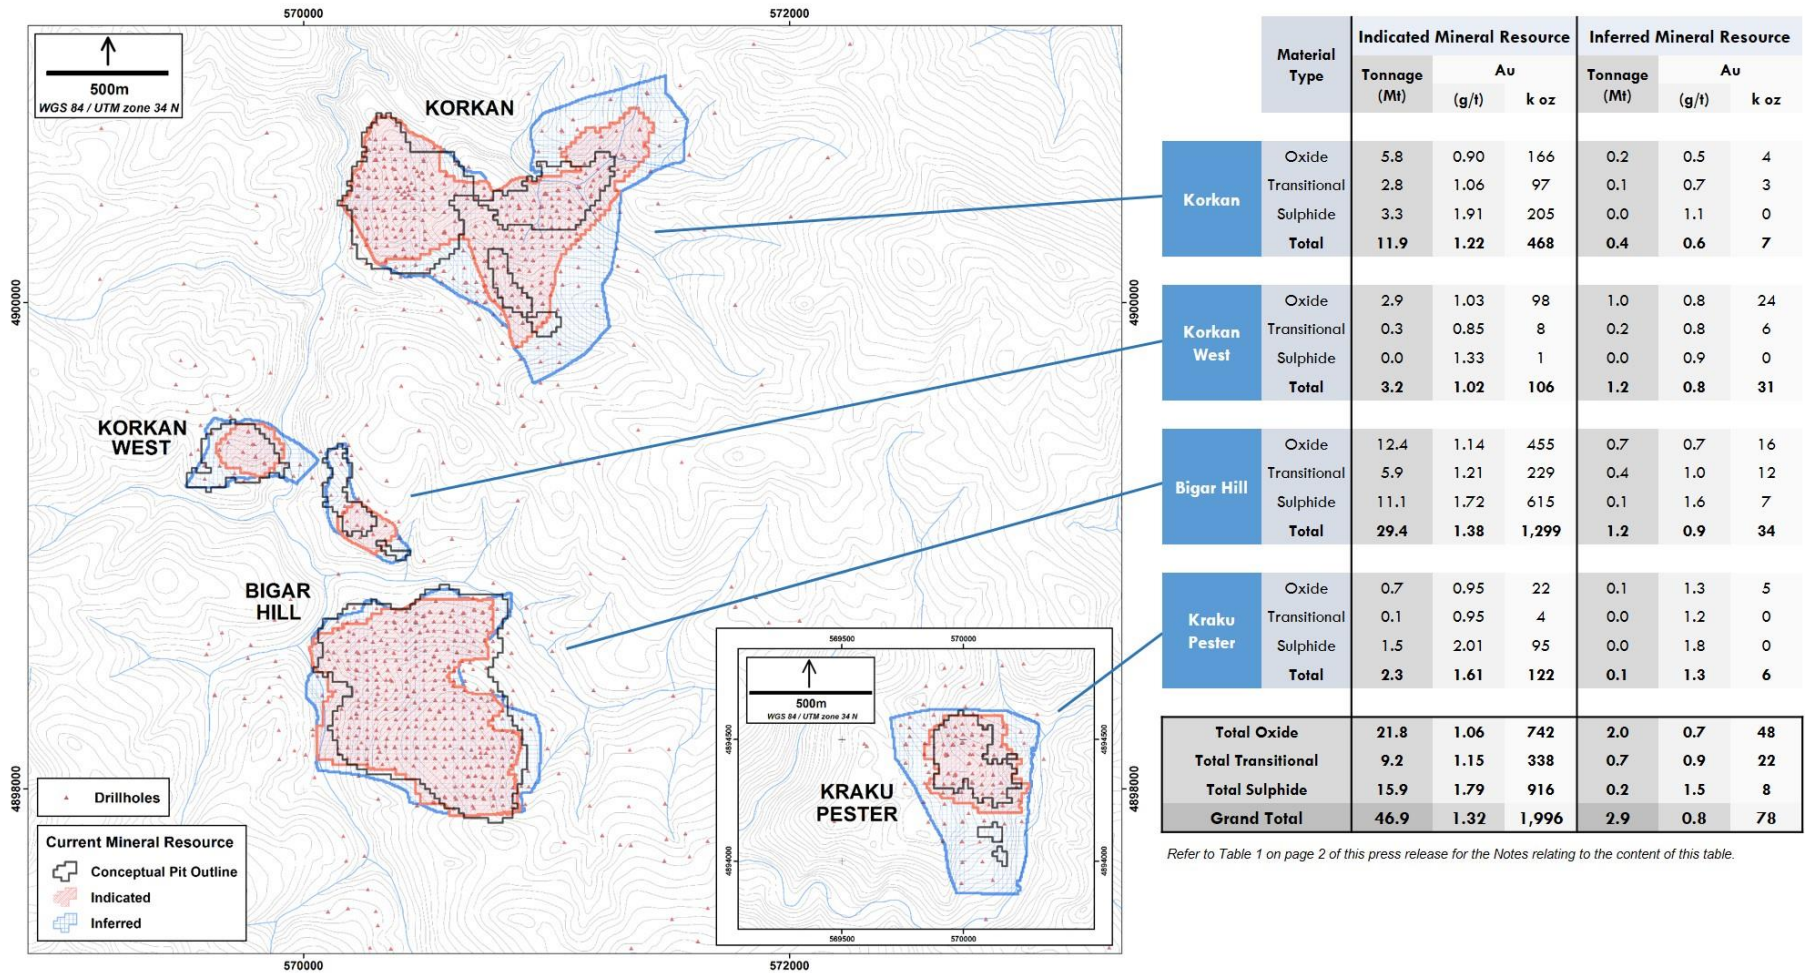 570000
572000
500m
WGS 84 / UTM zone 34 N
KORKAN
4900000
4900000
KORKAN
WEST
BIGAR
HILL
4898000
4898000
Drillholes
Current Mineral Resource
Conceptual Pit Outline
Indicated
Inferred
569500
570000
500m
WGS 84 / UTM zone 34 N
4894500
4894500
KRAKU
PESTER
4894000
4894000
569500
570000
570000
572000
Material Type Indicated Mineral Resource Inferred Mineral Resource
Tonnage (Mt) Au Tonnage (Mt) Au
(g/t) k oz (g/t) k oz
Korkan
Oxide 5.8 0.90 166 0.2 0.5 4
Transitional 2.8 1.06 97 0.1 0.7 3
Sulphide 3.3 1.91 205 0.0 1.1 0
Total 11.9 1.22 468 0.4 0.6 7
Korkan
West
Oxide 2.9 1.03 98 1.0 0.8 24
Transitional 0.3 0.85 8 0.2 0.8 6
Sulphide 0.0 1.33 1 0.0 0.9 0
Total 3.2 1.02 106 1.2 0.8 31
Bigar Hill
Oxide 12.4 1.14 455 0.7 0.7 16
Transitional 5.9 1.21 229 0.4 1.0 12
Sulphide 11.1 1.72 615 0.1 1.6 7
Total 29.4 1.38 1,299 1.2 0.9 34
Kraku
Pester
Oxide 0.7 0.95 22 0.1 1.3 5
Transitional 0.1 0.95 4 0.0 1.2 0
Sulphide 1.5 2.01 95 0.0 1.8 0
Total 2.3 1.61 122 0.1 1.3 6
Total Oxide 21.8 1.06 742 2.0 0.7 48
Total Transitional 9.2 1.15 338 0.7 0.9 22
Total Sulphide 15.9 1.79 916 0.2 1.5 8
Grand Total 46.9 1.32 1,996 2.9 0.8 78
Refer to Table 1 on page 2 of this press release for the Notes relating to the content of this table.